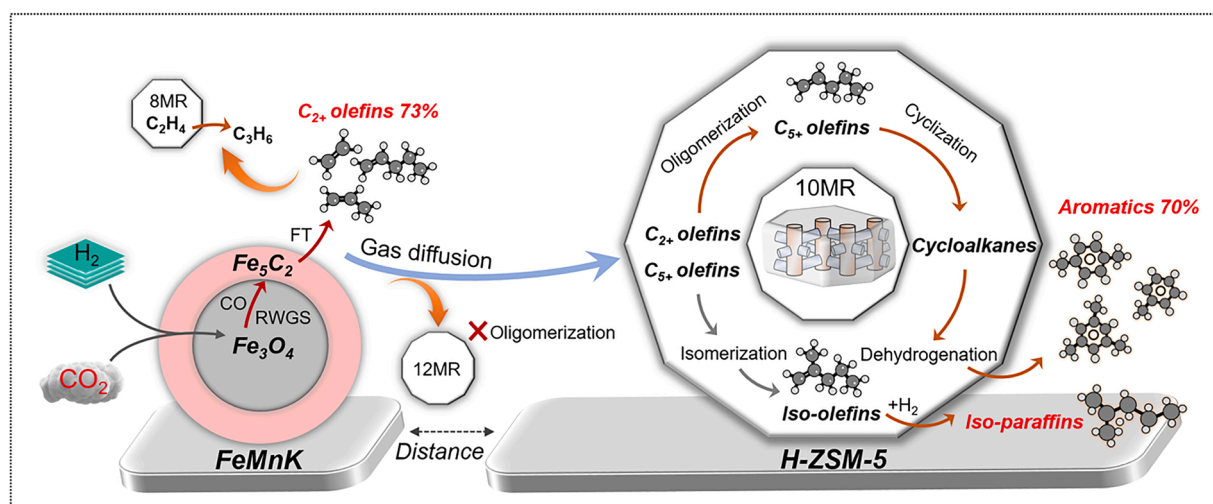 8MR
C₂H₄
C₃H₆
C₂₊ olefins 73%
H₂
CO₂
FT
Fe₅C₂
CO
RWGS
Fe₃O₄
FeMnK
Gas diffusion
Oligomerization
12MR
Distance
Oligomerization
C₅₊ olefins
Cyclization
10MR
C₂₊ olefins
C₅₊ olefins
Cycloalkanes
Isomerization
Dehydrogenation
Iso-olefins
+H₂
Aromatics 70%
Iso-paraffins
H-ZSM-5